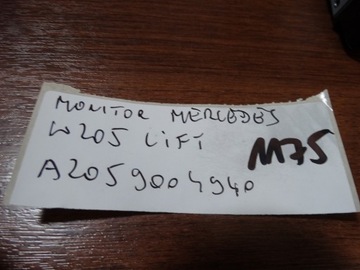 MONITOR MERCEDES
W205 LIFT
M75
A2059004940